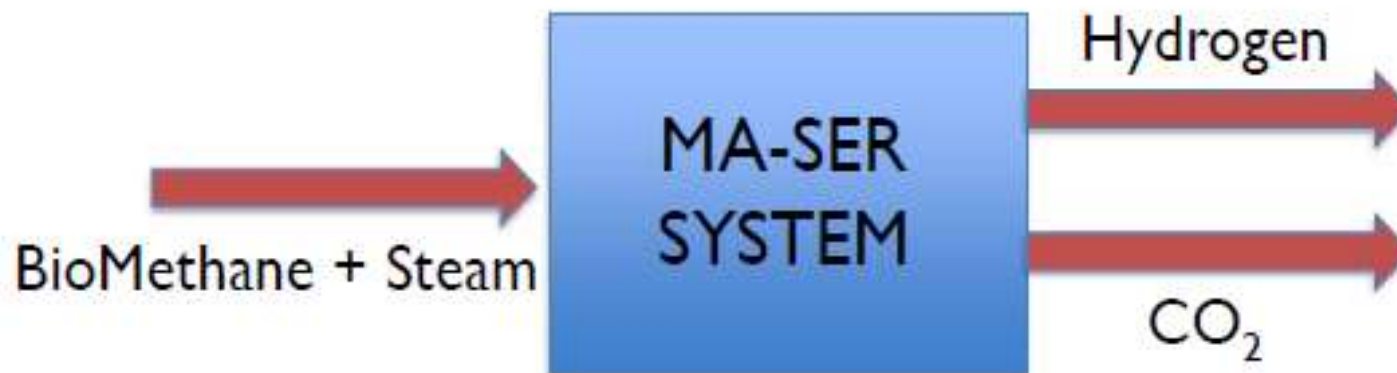 Hydrogen
MA-SER
SYSTEM
BioMethane + Steam
CO₂